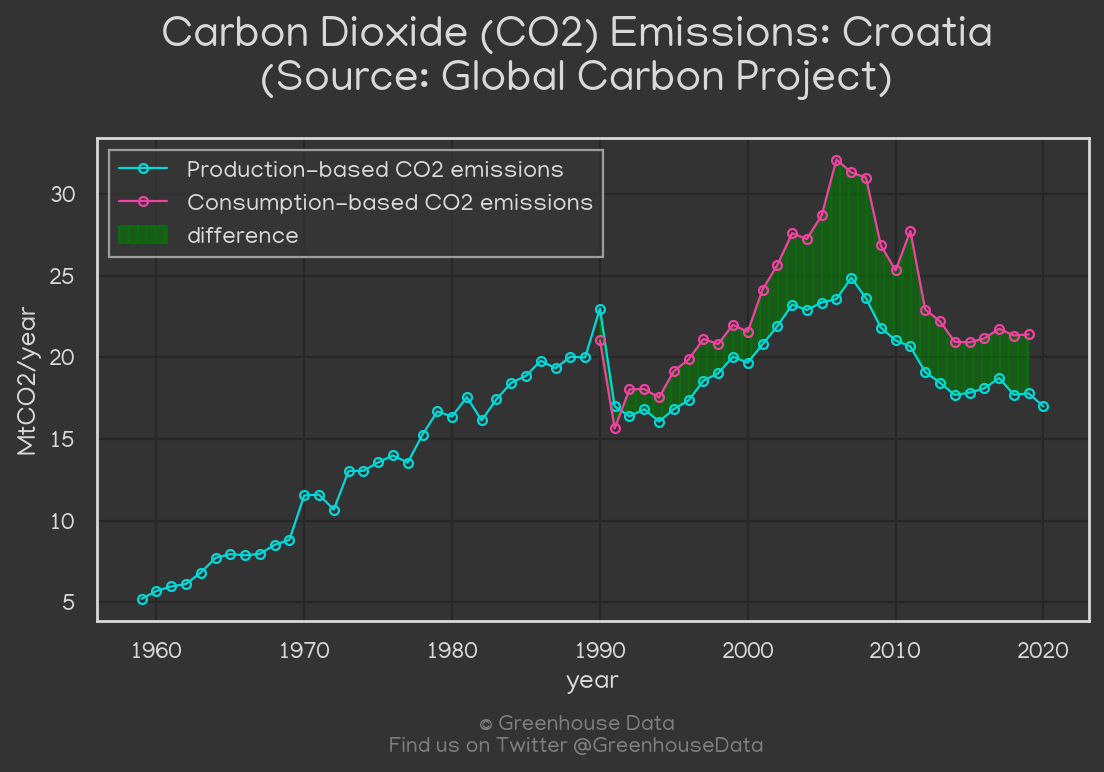 Carbon Dioxide (CO2) Emissions: Croatia
(Source: Global Carbon Project)
Production-based CO2 emissions
Consumption-based CO2 emissions
difference
MtCO2/year
30
25
20
15
10
5
1960 1970 1980 1990 2000 2010 2020
year
© Greenhouse Data
Find us on Twitter @GreenhouseData